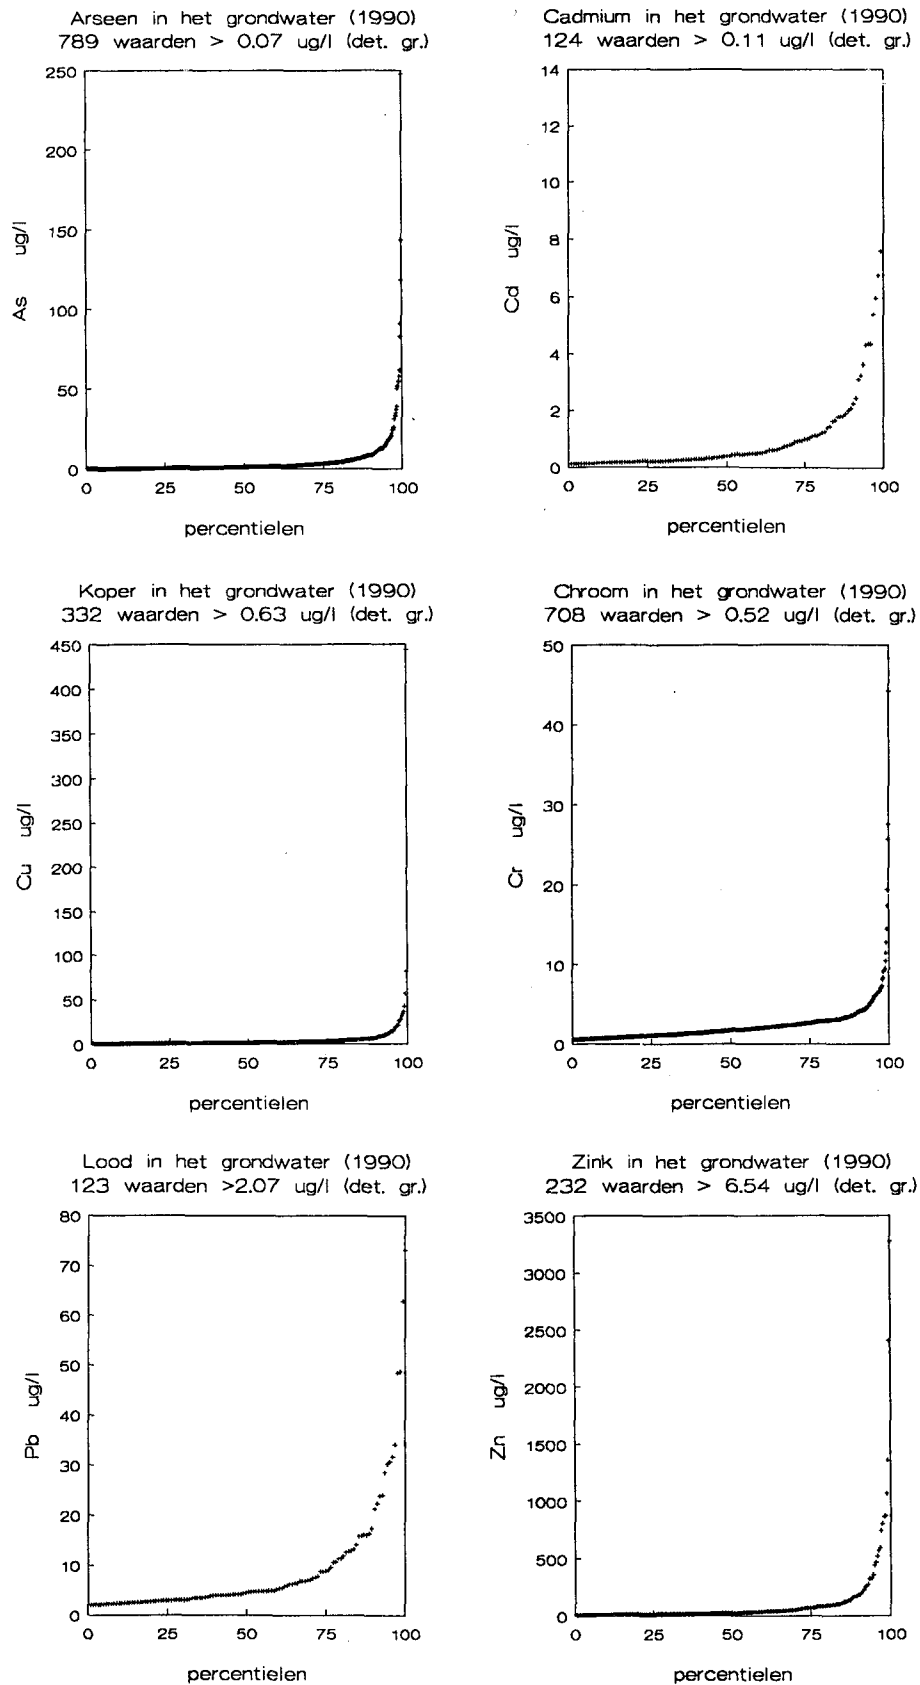 Arseen in het grondwater (1990)
789 waarden > 0.07 ug/l (det. gr.)
250
200
150
100
50
0
As ug/l
0 25 50 75 100
percentielen
Cadmium in het grondwater (1990)
124 waarden > 0.11 ug/l (det. gr.)
14
12
10
8
6
4
2
0
Cd ug/l
0 25 50 75 100
percentielen
Koper in het grondwater (1990)
332 waarden > 0.63 ug/l (det. gr.)
450
400
350
300
250
200
150
100
50
0
Cu ug/l
0 25 50 75 100
percentielen
Chroom in het grondwater (1990)
708 waarden > 0.52 ug/l (det. gr.)
50
40
30
20
10
0
Cr ug/l
0 25 50 75 100
percentielen
Lood in het grondwater (1990)
123 waarden >2.07 ug/l (det. gr.)
80
70
60
50
40
30
20
10
0
Pb ug/l
0 25 50 75 100
percentielen
Zink in het grondwater (1990)
232 waarden > 6.54 ug/l (det. gr.)
3500
3000
2500
2000
1500
1000
500
0
Zn ug/l
0 25 50 75 100
percentielen